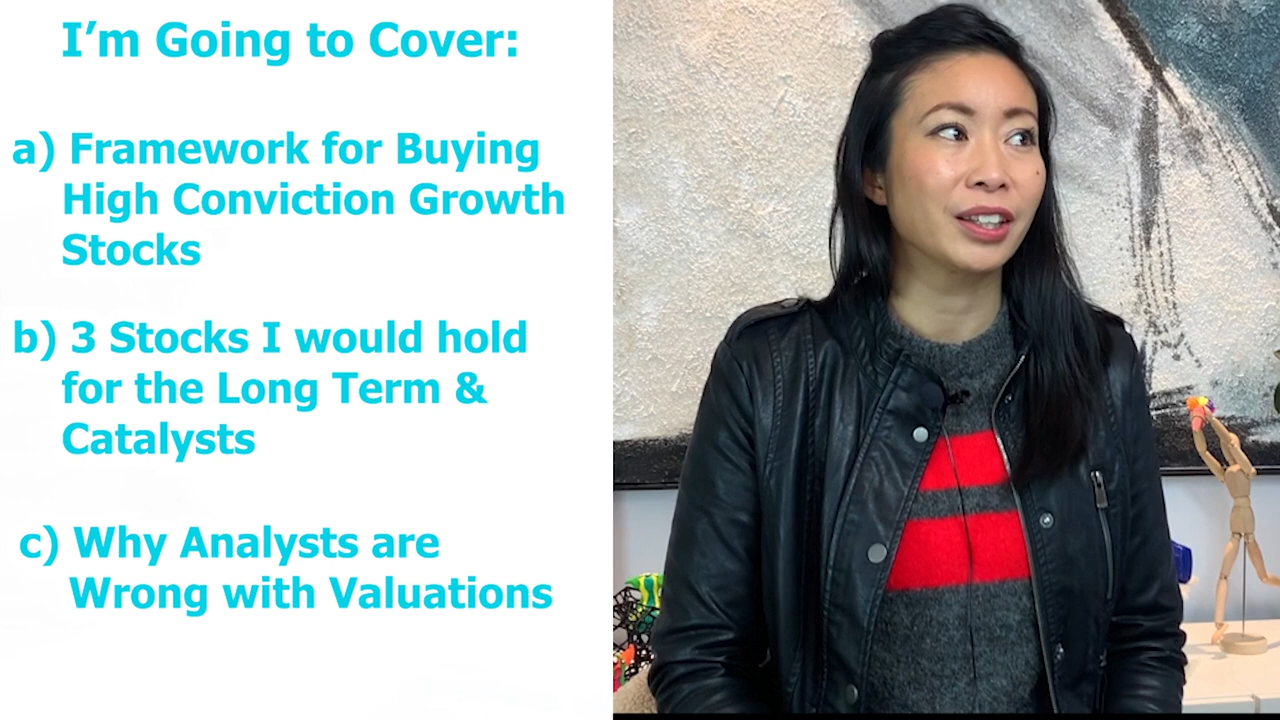 I'm Going to Cover:
a) Framework for Buying
High Conviction Growth
Stocks
b) 3 Stocks I would hold
for the Long Term &
Catalysts
c) Why Analysts are
Wrong with Valuations